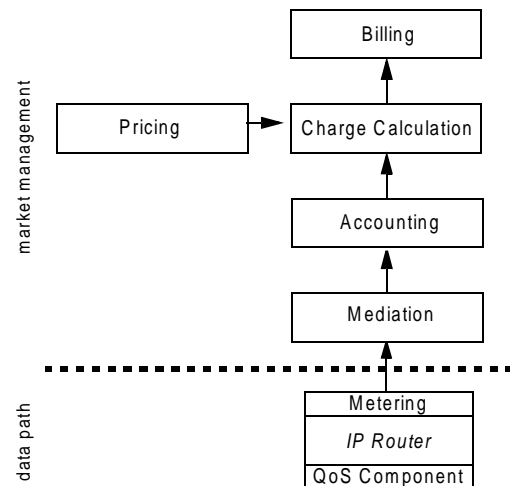 Billing
market management
Pricing
Charge Calculation
Accounting
Mediation
data path
Metering
IP Router
QoS Component